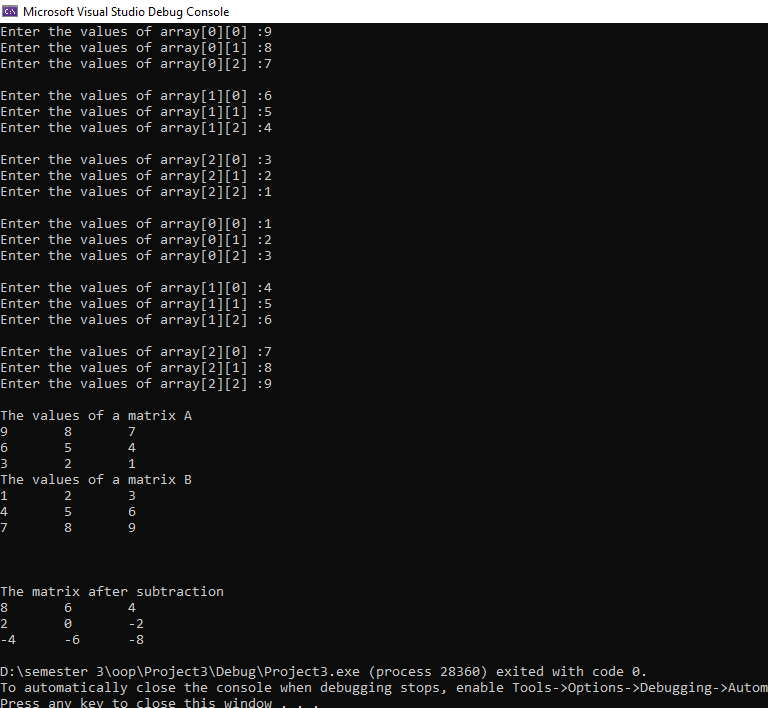 Microsoft Visual Studio Debug Console
Enter the values of array[0][0] :9
Enter the values of array[0][1] :8
Enter the values of array[0][2] :7
Enter the values of array[1][0] :6
Enter the values of array[1][1] :5
Enter the values of array[1][2] :4
Enter the values of array[2][0] :3
Enter the values of array[2][1] :2
Enter the values of array[2][2] :1
Enter the values of array[0][0] :1
Enter the values of array[0][1] :2
Enter the values of array[0][2] :3
Enter the values of array[1][0] :4
Enter the values of array[1][1] :5
Enter the values of array[1][2] :6
Enter the values of array[2][0] :7
Enter the values of array[2][1] :8
Enter the values of array[2][2] :9
The values of a matrix A
9 8 7
6 5 4
3 2 1
The values of a matrix B
1 2 3
4 5 6
7 8 9
The matrix after subtraction
8 6 4
2 0 -2
-4 -6 -8
D:\semester 3\oop\Project3\Debug\Project3.exe (process 28360) exited with code 0.
To automatically close the console when debugging stops, enable Tools->Options->Debugging->Autom
Press any key to close this window . . .